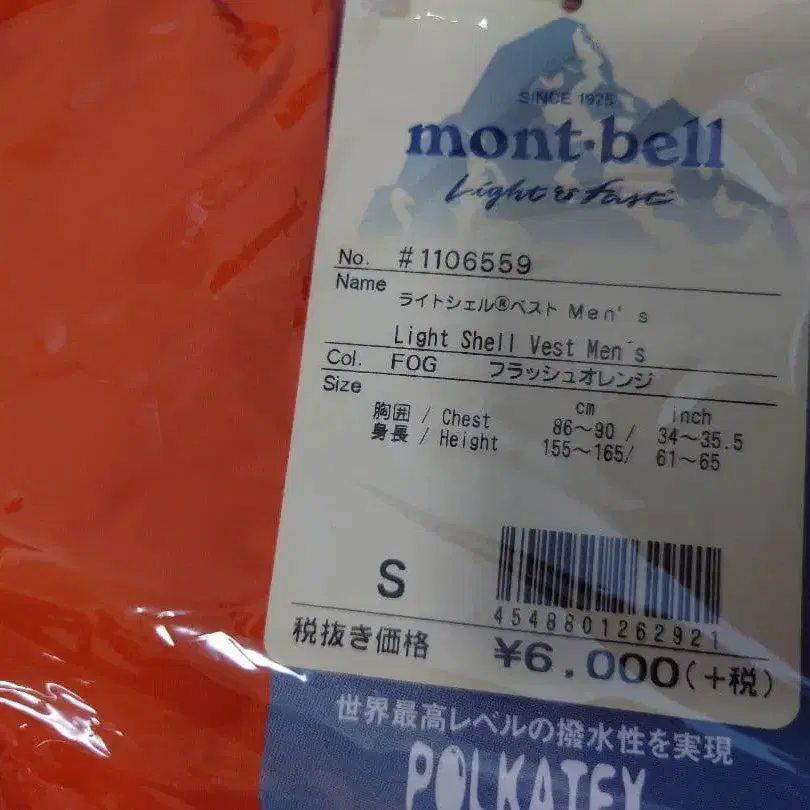 SINCE 1975
mont·bell
Light & Fast
No. #1106559
Name ライトシェル®ベスト Men's
Light Shell Vest Men's
Col. FOG フラッシュオレンジ
Size
cm inch
胸囲 / Chest 86~90 / 34~35.5
身長 / Height 155~165/ 61~65
S
4548801262921
税抜き価格 ¥6.000(+税)
世界最高レベルの撥水性を実現
POLKATEX